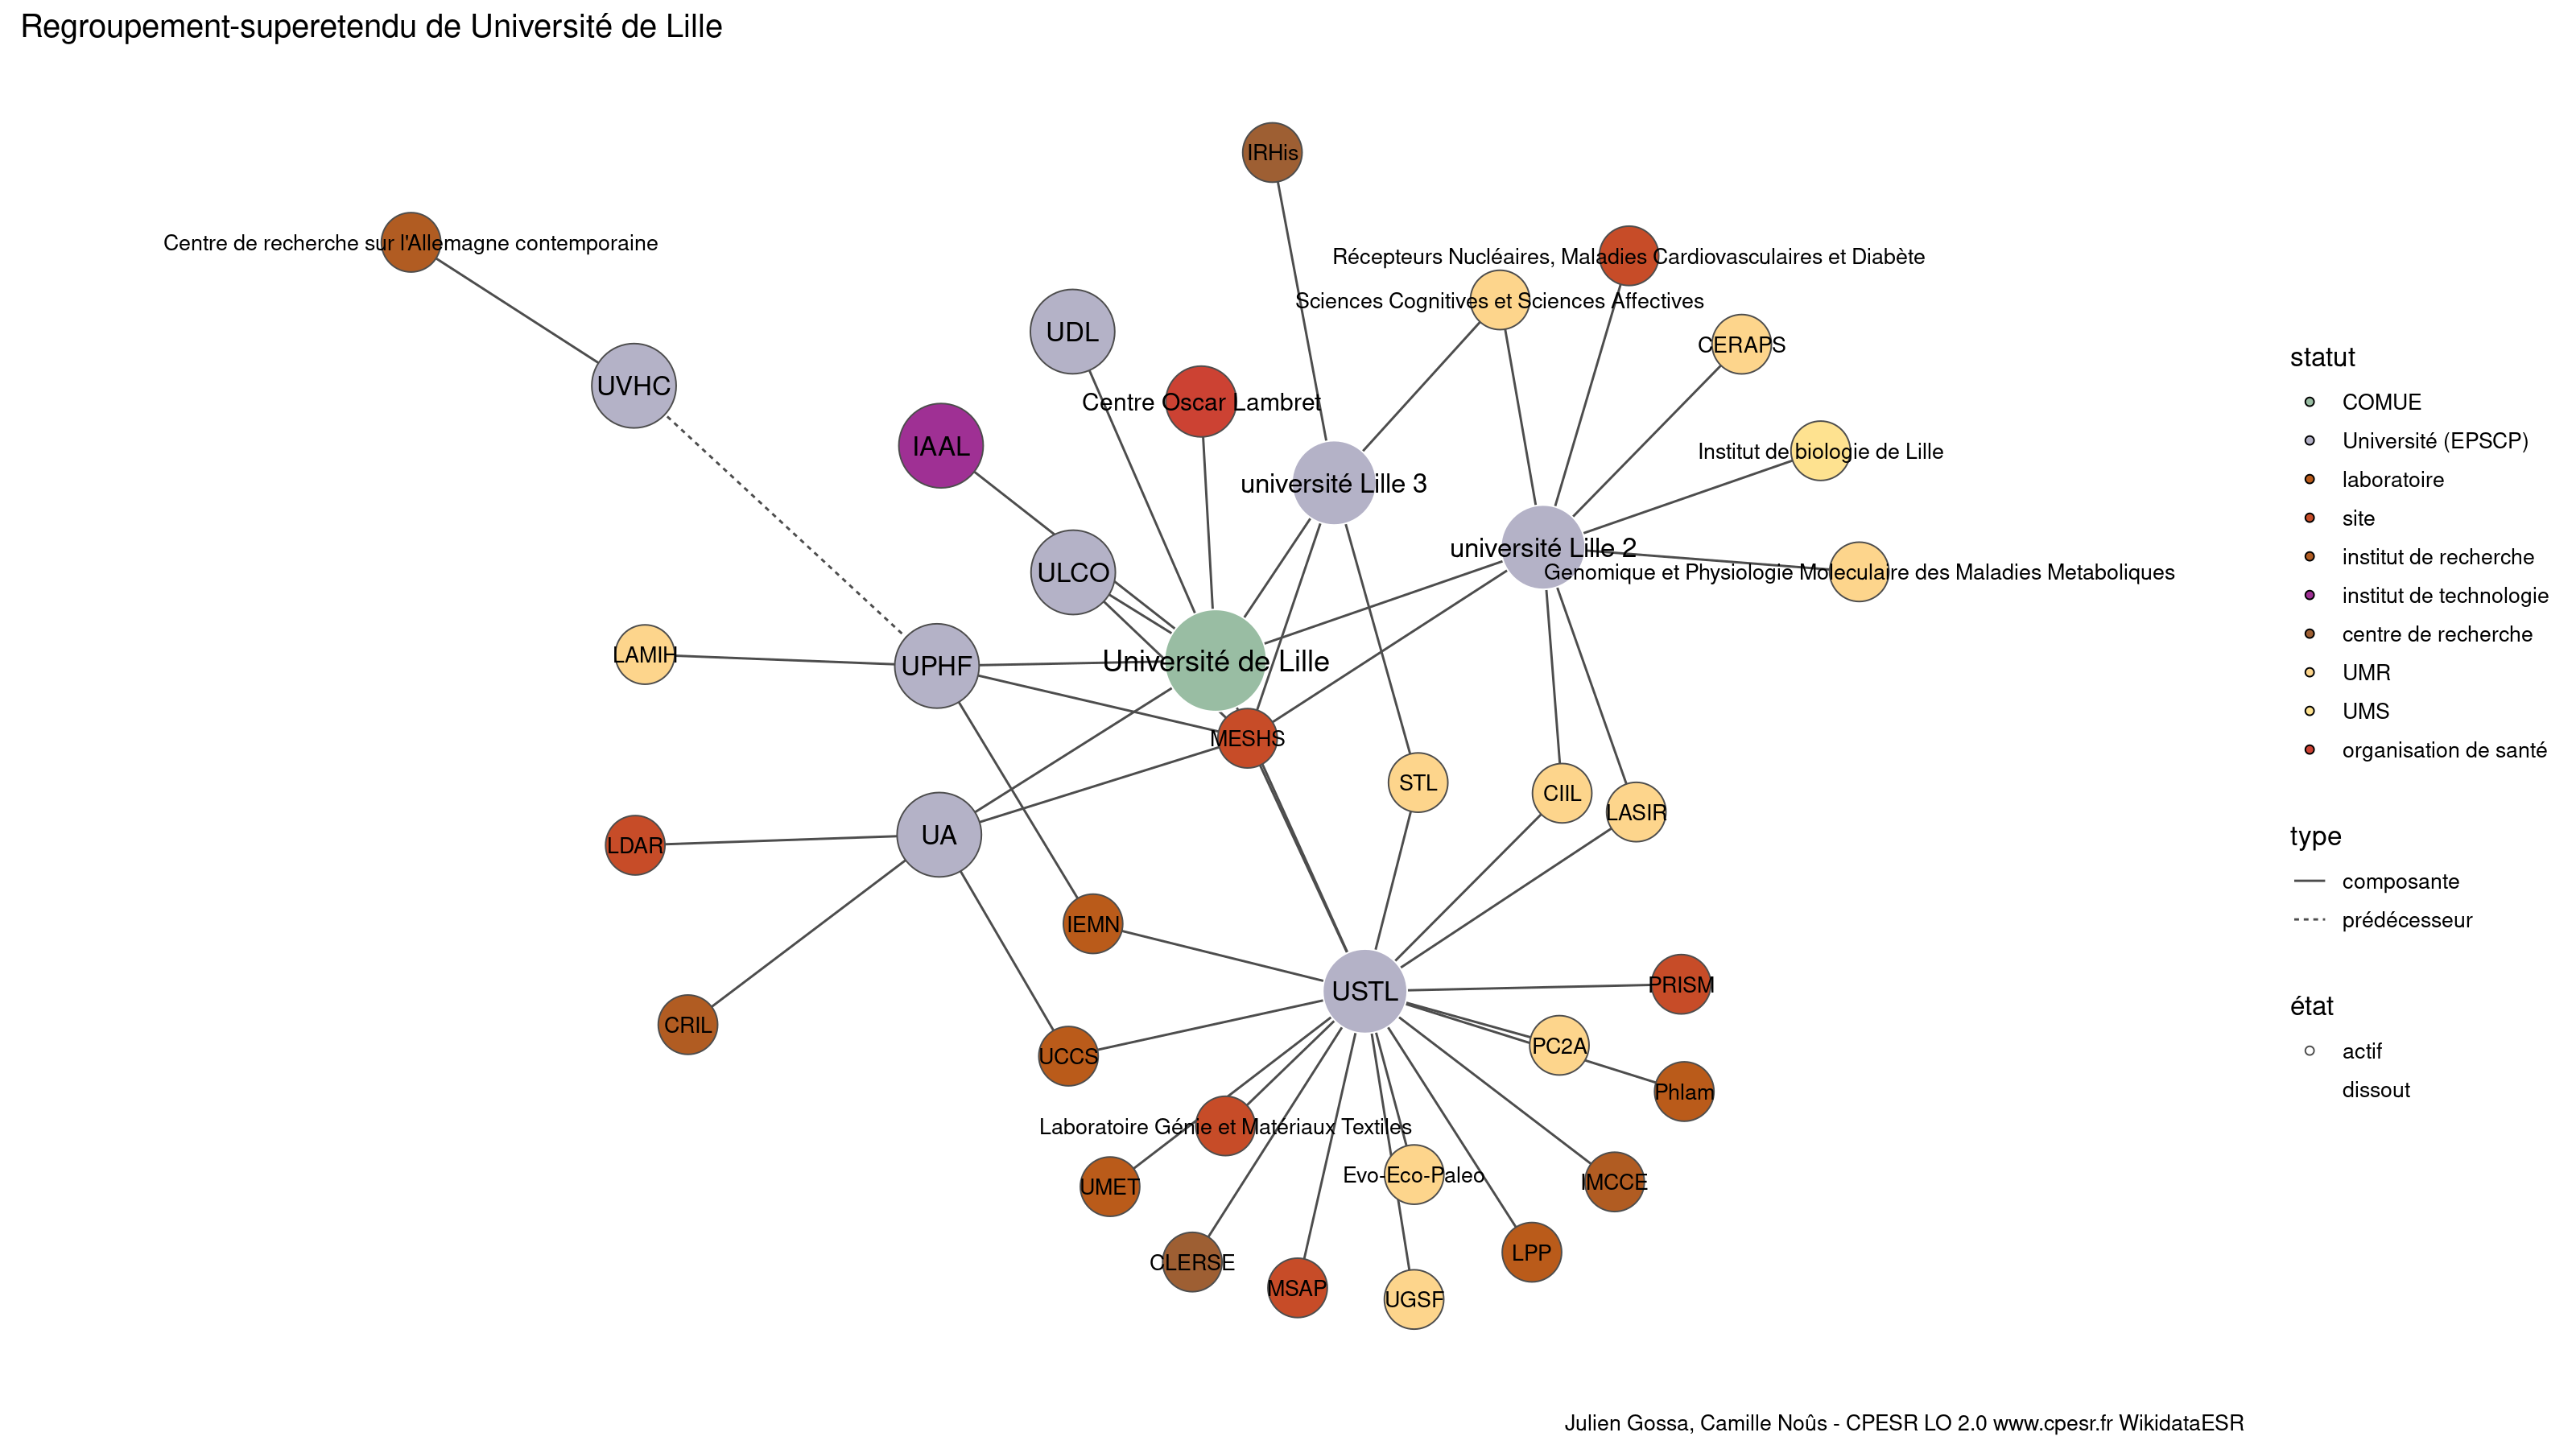 Regroupement-superetendu de Université de Lille
IRHis
Centre de recherche sur l'Allemagne contemporaine
Récepteurs Nucléaires, Maladies Cardiovasculaires et Diabète
Sciences Cognitives et Sciences Affectives
UDL
CERAPS
UVHC
Centre Oscar Lambret
IAAL
Institut de biologie de Lille
université Lille 3
université Lille 2
ULCO
Genomique et Physiologie Moleculaire des Maladies Metaboliques
LAMIH
UPHF
Université de Lille
MESHS
STL
CIIL
LASIR
UA
LDAR
IEMN
PRISM
USTL
CRIL
PC2A
UCCS
Phlam
Laboratoire Génie et Matériaux Textiles
Evo-Eco-Paleo
IMCCE
UMET
LPP
CLERSE
MSAP
UGSF
statut
COMUE
Université (EPSCP)
laboratoire
site
institut de recherche
institut de technologie
centre de recherche
UMR
UMS
organisation de santé
type
composante
prédécesseur
état
actif
dissout
Julien Gossa, Camille Noûs - CPESR LO 2.0 www.cpesr.fr WikidataESR